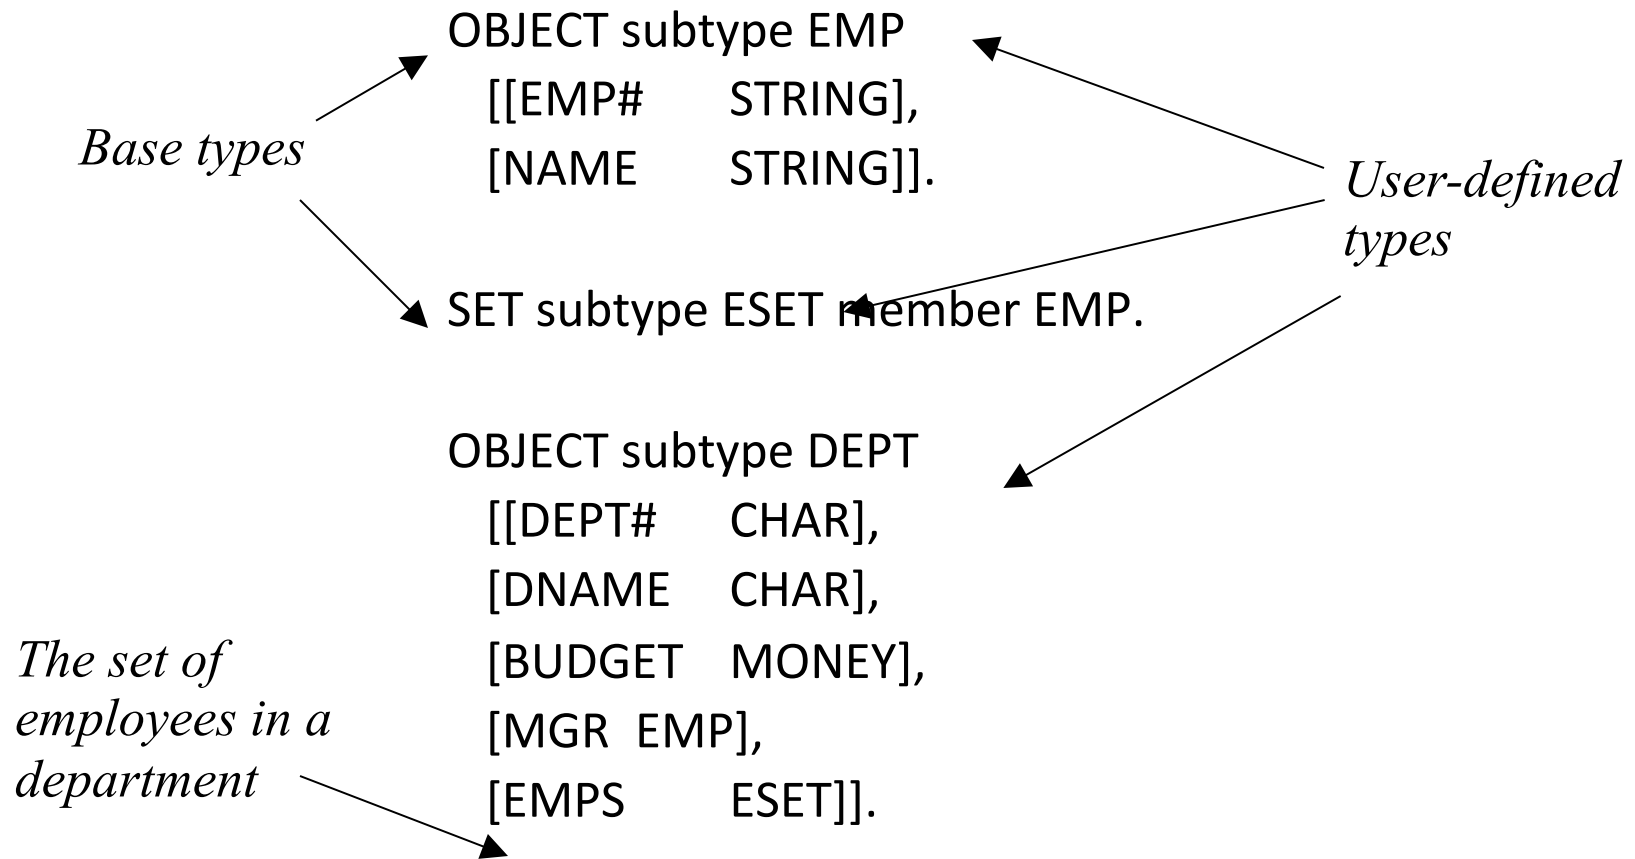 OBJECT subtype EMP
[[EMP# STRING],
Base types
[NAME STRING]].
User-defined
types
SET subtype ESET member EMP.
OBJECT subtype DEPT
[[DEPT# CHAR],
[DNAME CHAR],
The set of
employees in a
department
[BUDGET MONEY],
[MGR EMP],
[EMPS ESET]].